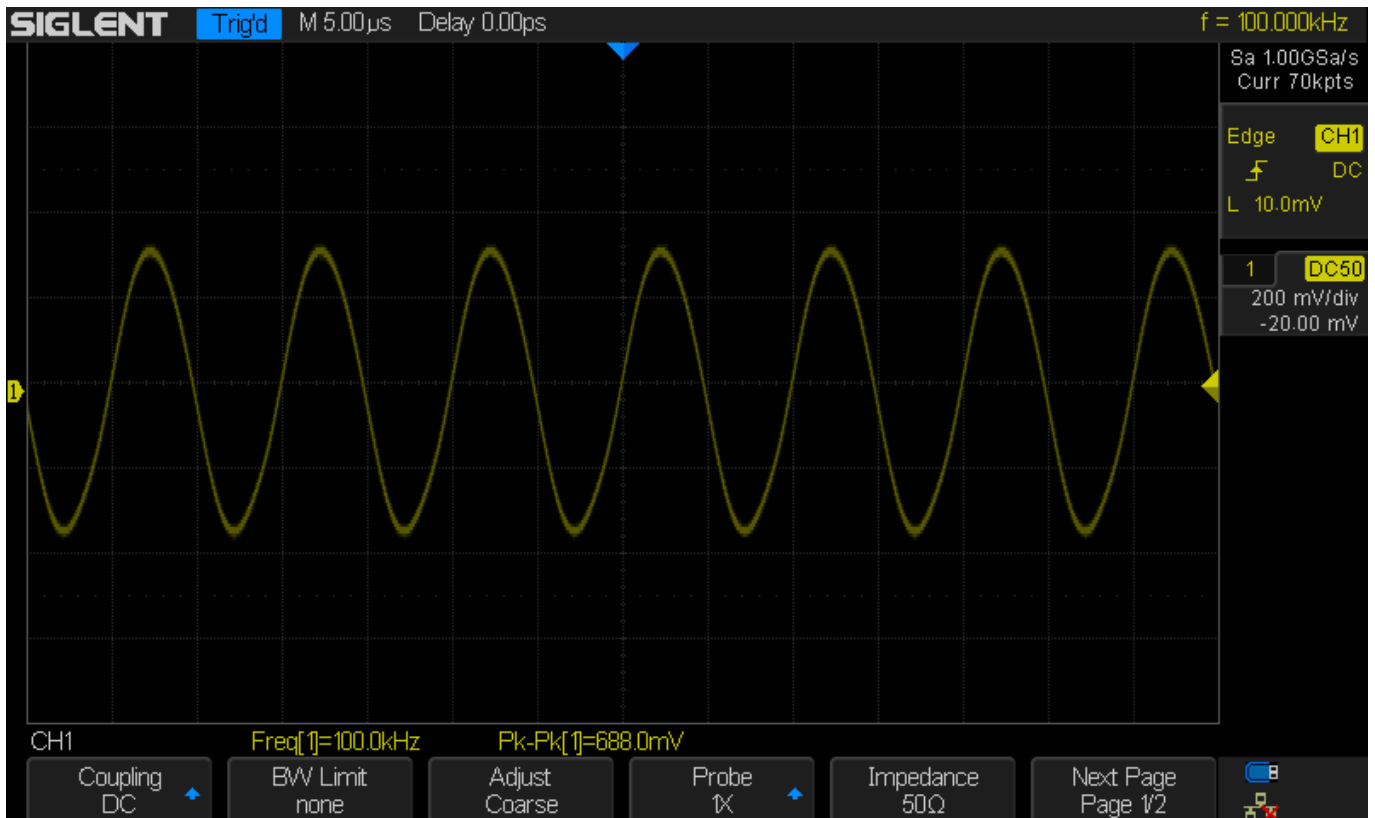 SIGLENT Trig'd M 5.00µs Delay 0.00ps f = 100.000kHz
Sa 1.00GSa/s
Curr 70kpts
Edge CH1
DC
L 10.0mV
1 DC50
200 mV/div
-20.00 mV
1
CH1 Freq[1]=100.0kHz Pk-Pk[1]=688.0mV
Coupling BW Limit Adjust Probe Impedance Next Page
DC none Coarse 1X 50Ω Page 1/2